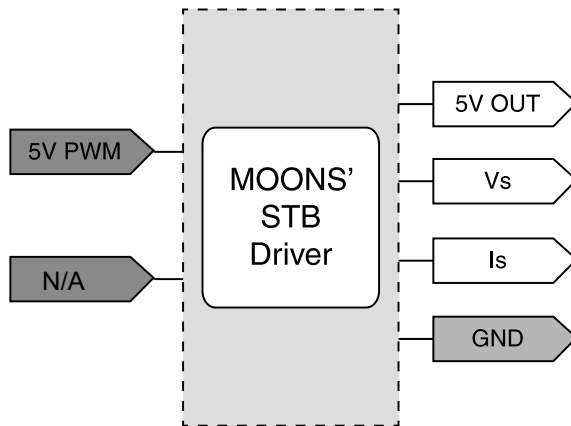 5V PWM
N/A
MOONS’
STB
Driver
5V OUT
Vs
Is
GND